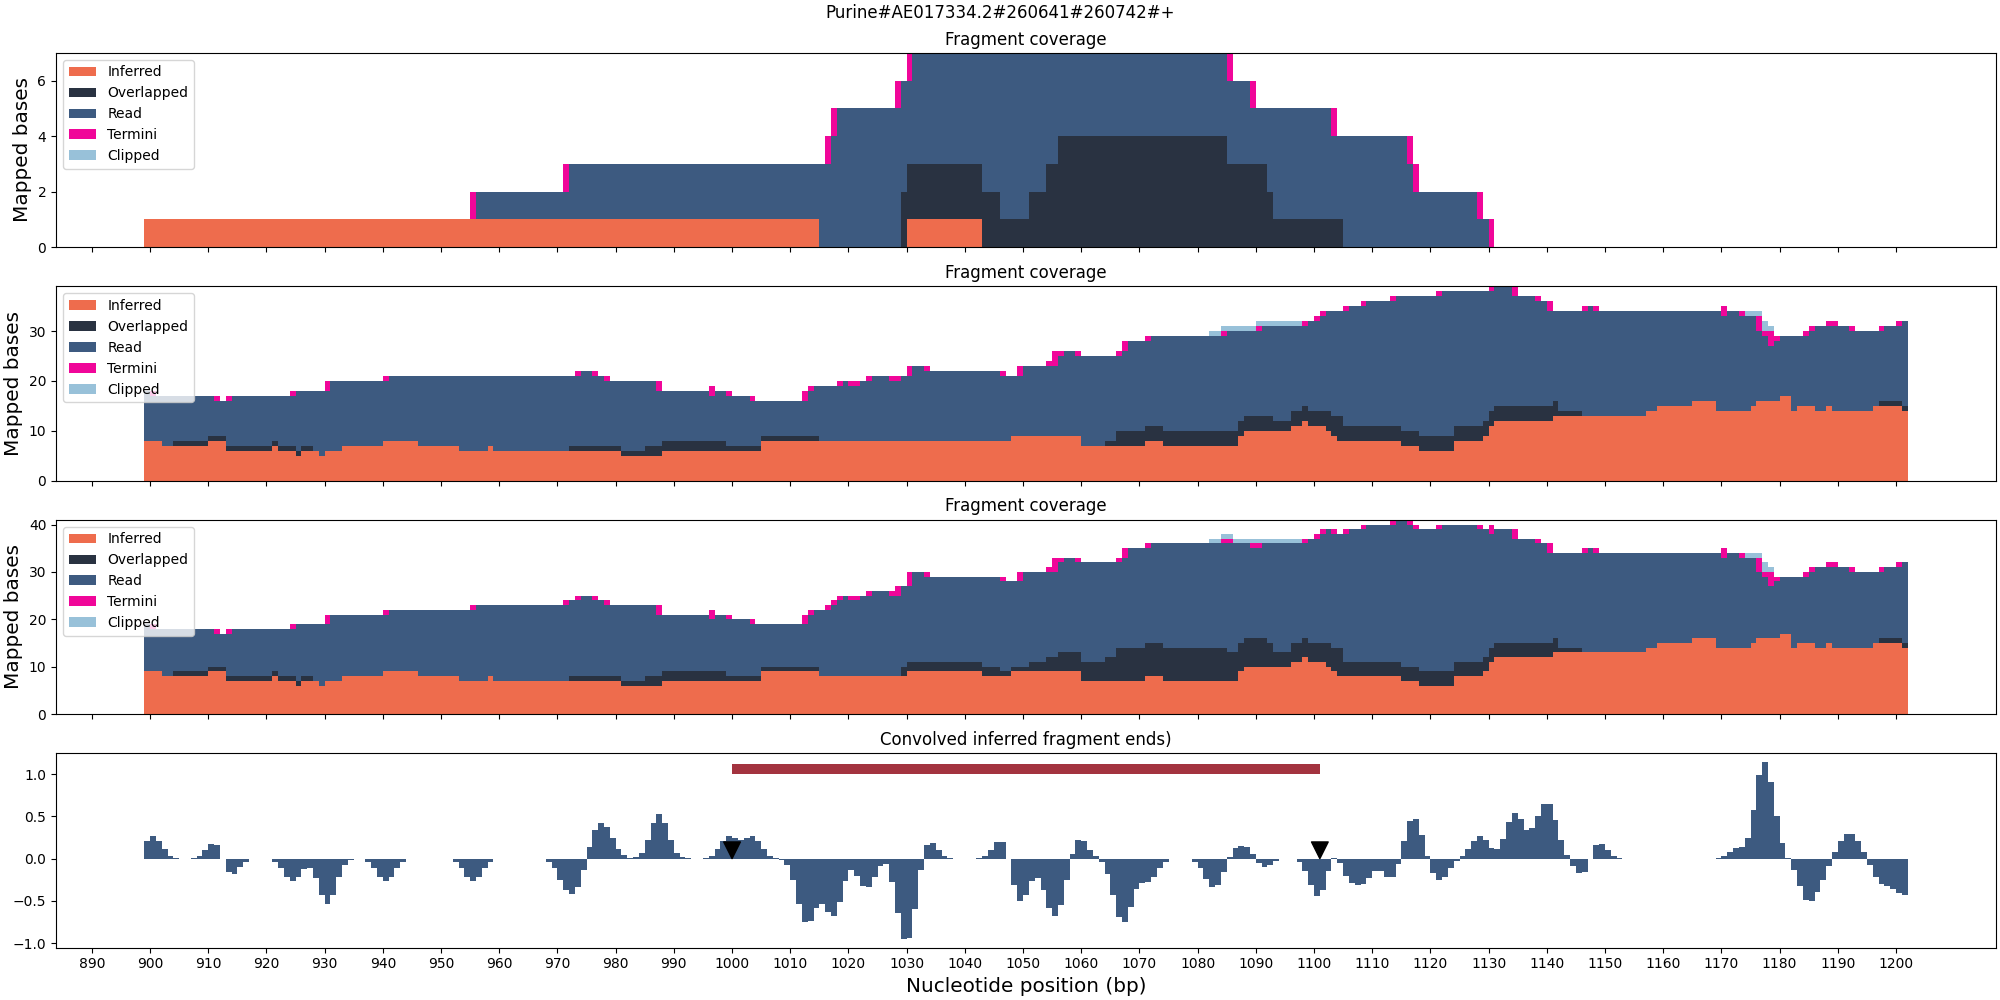 Purine#AE017334.2#260641#260742#+
Fragment coverage
Mapped bases
6
4
2
0
Inferred
Overlapped
Read
Termini
Clipped
Fragment coverage
Mapped bases
30
20
10
0
Inferred
Overlapped
Read
Termini
Clipped
Fragment coverage
Mapped bases
40
30
20
10
0
Inferred
Overlapped
Read
Termini
Clipped
Convolved inferred fragment ends)
1.0
0.5
0.0
−0.5
−1.0
890 900 910 920 930 940 950 960 970 980 990 1000 1010 1020 1030 1040 1050 1060 1070 1080 1090 1100 1110 1120 1130 1140 1150 1160 1170 1180 1190 1200
Nucleotide position (bp)